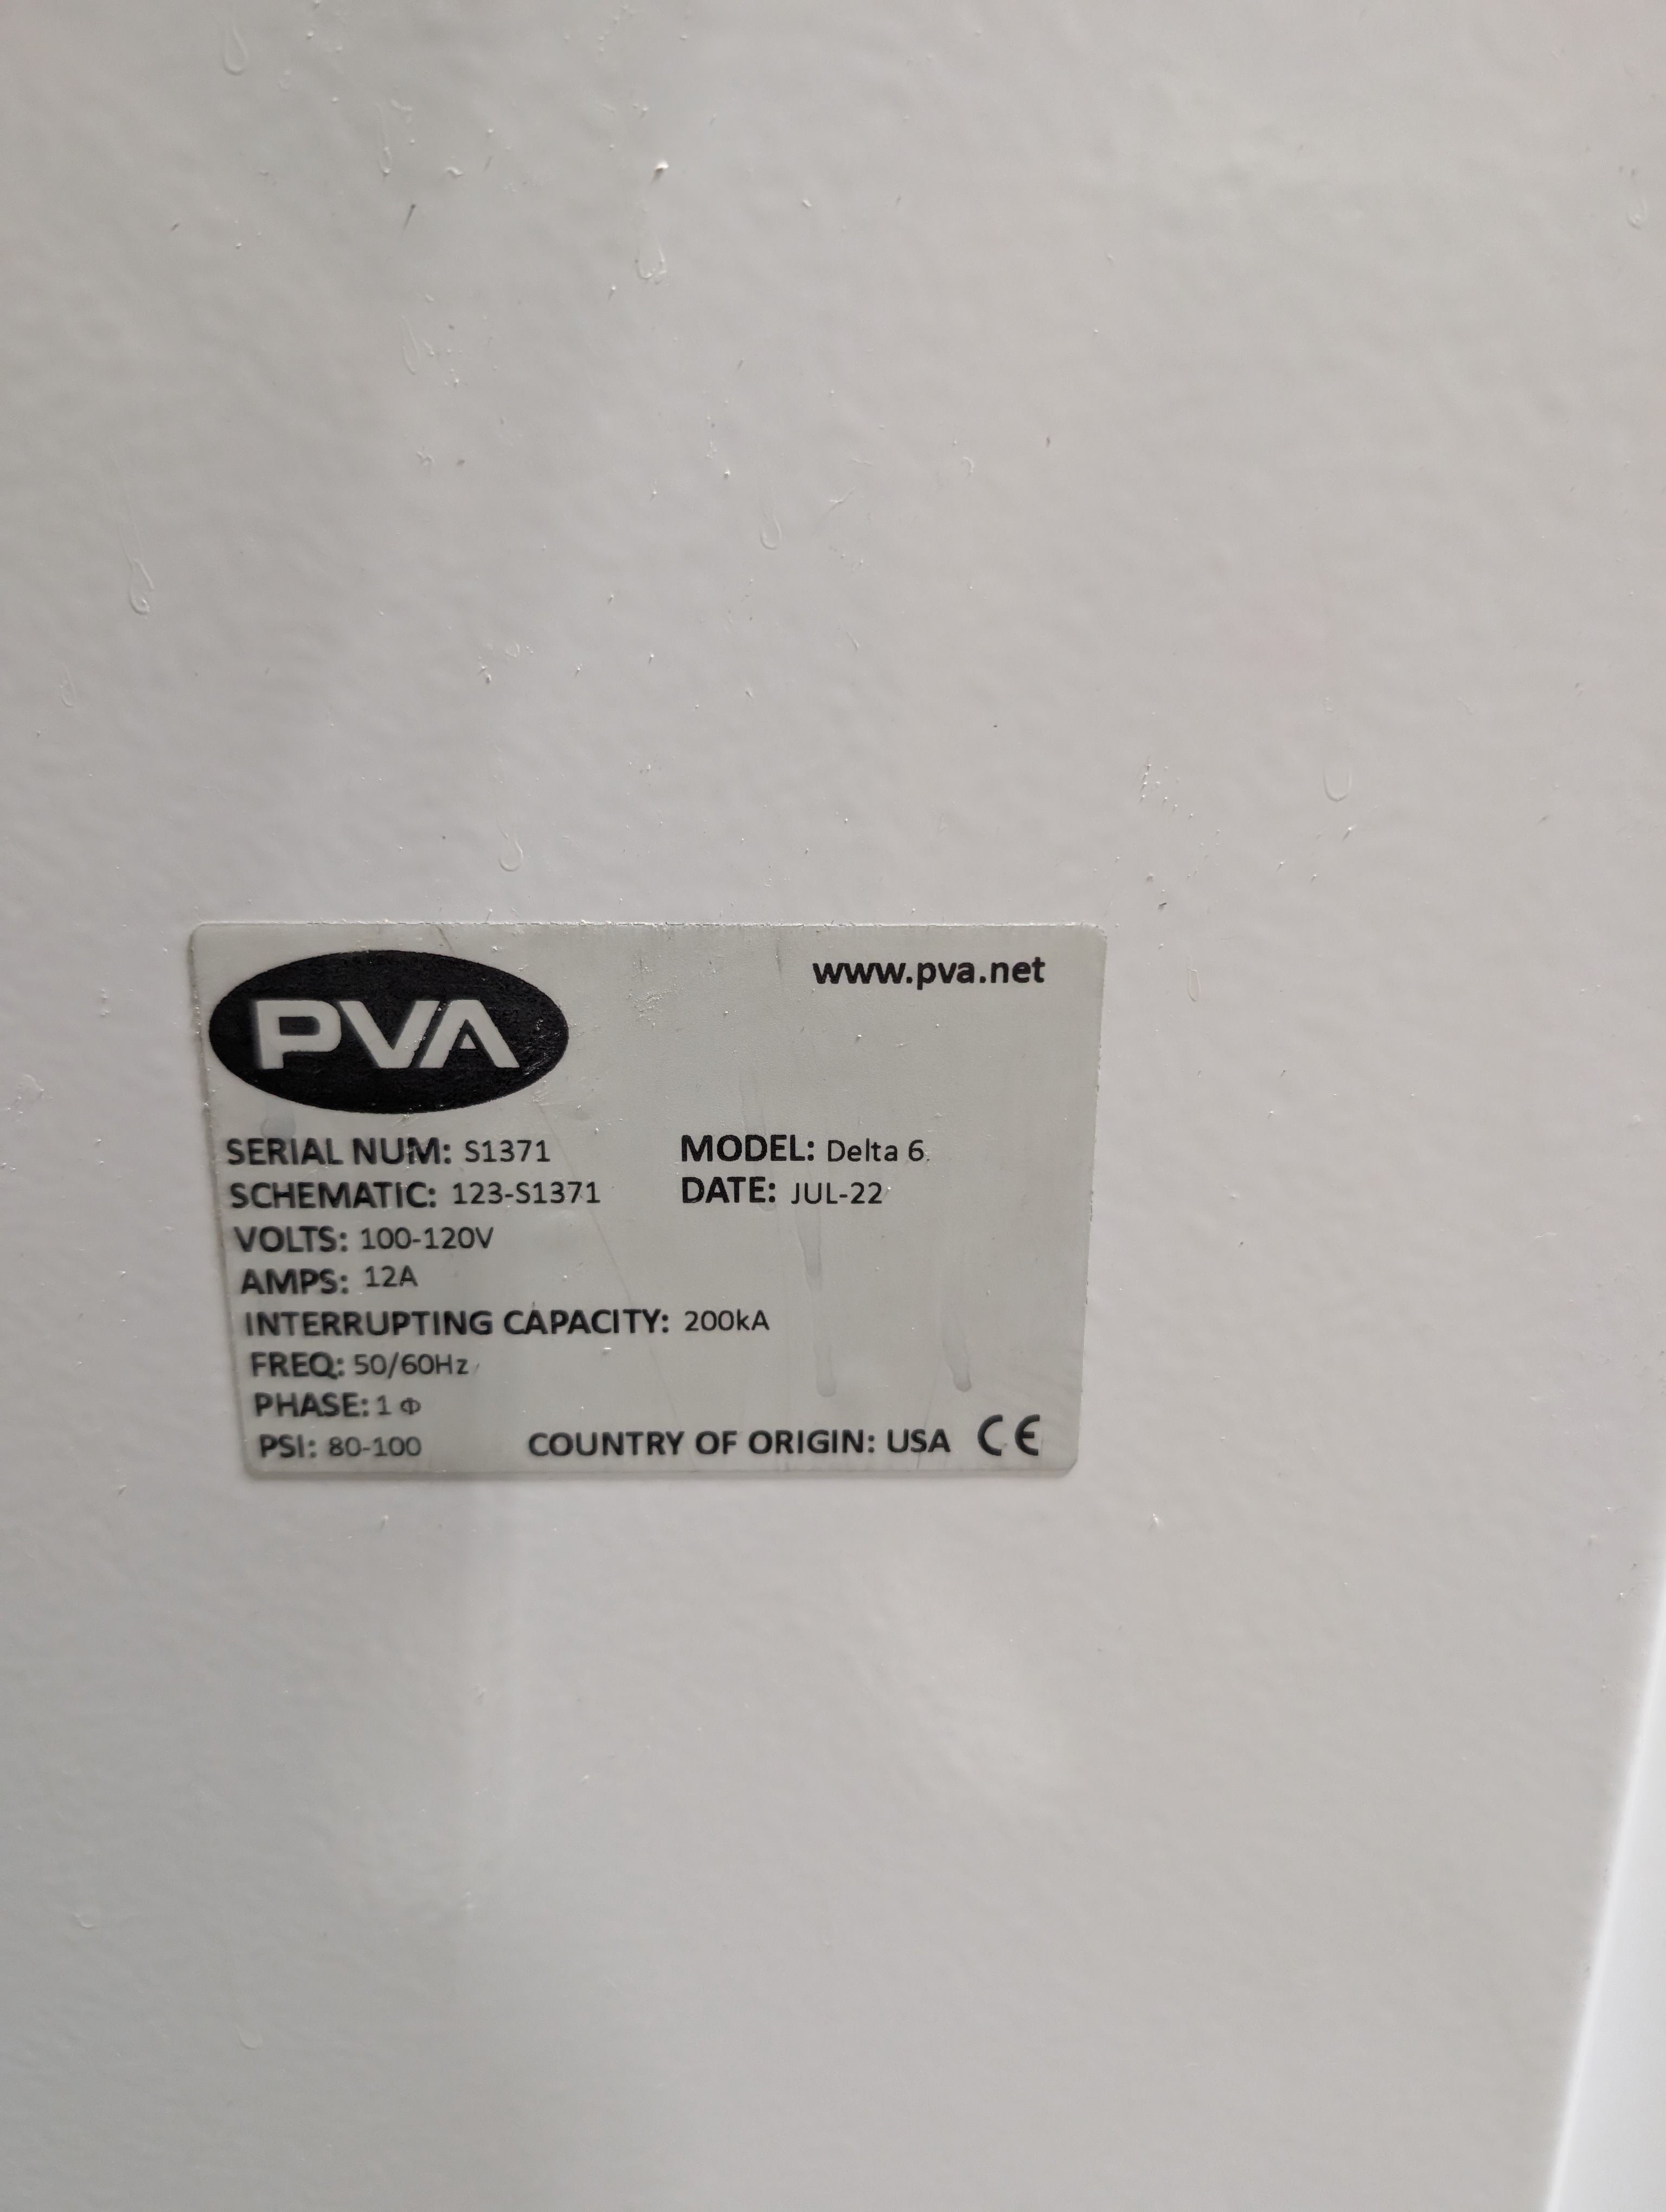 www.pva.net
PVA
SERIAL NUM: S1371 MODEL: Delta 6
SCHEMATIC: 123-S1371 DATE: JUL-22
VOLTS: 100-120V
AMPS: 12A
INTERRUPTING CAPACITY: 200kA
FREQ: 50/60Hz
PHASE: 1 Φ
PSI: 80-100 COUNTRY OF ORIGIN: USA CE